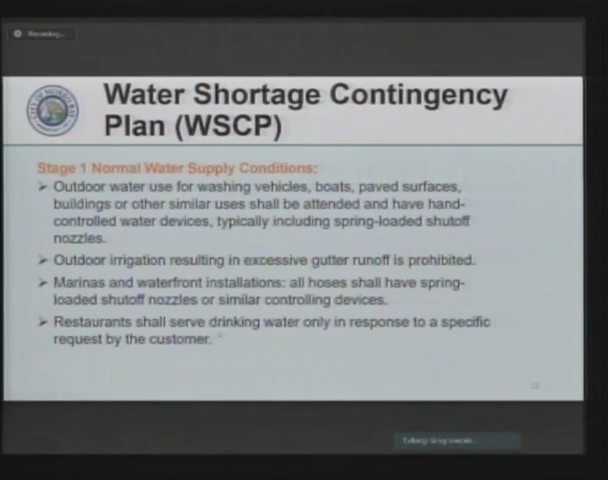 Recording...
Water Shortage Contingency
Plan (WSCP)
Stage 1 Normal Water Supply Conditions:
➤ Outdoor water use for washing vehicles, boats, paved surfaces,
buildings or other similar uses shall be attended and have hand-
controlled water devices, typically including spring-loaded shutoff
nozzles.
➤ Outdoor irrigation resulting in excessive gutter runoff is prohibited.
➤ Marinas and waterfront installations: all hoses shall have spring-
loaded shutoff nozzles or similar controlling devices.
➤ Restaurants shall serve drinking water only in response to a specific
request by the customer.
Talking: